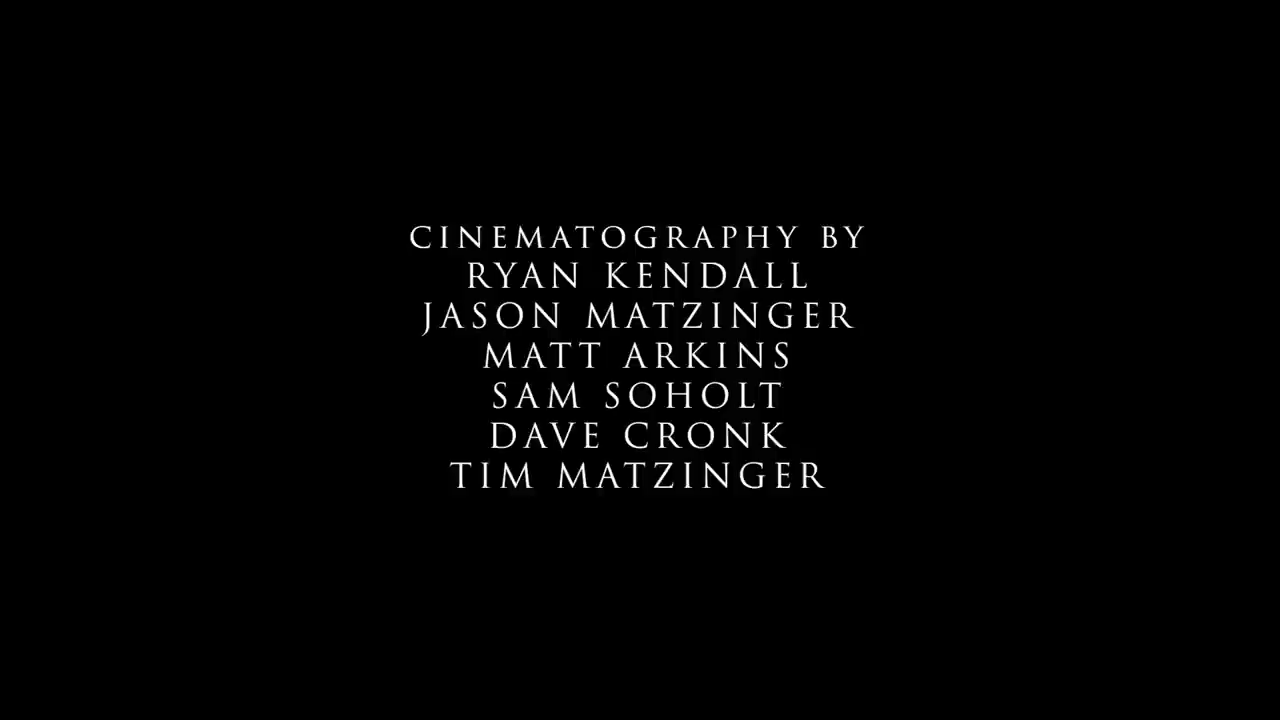 CINEMATOGRAPHY BY
RYAN KENDALL
JASON MATZINGER
MATT ARKINS
SAM SOHOLT
DAVE CRONK
TIM MATZINGER